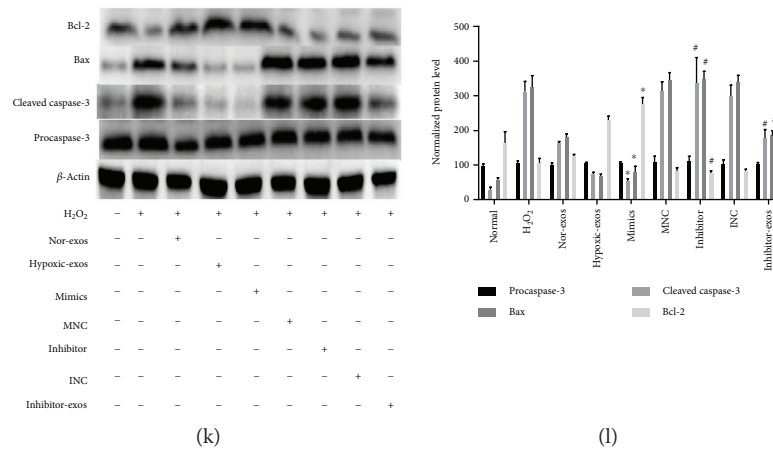 Bcl-2
Bax
Cleaved caspase-3
Procaspase-3
β-Actin
H2O2 – + + + + + + + +
Nor-exos – – + – – – – – –
Hypoxic-exos – – – + – – – – –
Mimics – – – – + – – – –
MNC – – – – – + – – –
Inhibitor – – – – – – + – –
INC – – – – – – – + –
Inhibitor-exos – – – – – – – – +
(k)
Normalized protein level
500
400
300
200
100
0
# # # * * * # *
Normal
H2O2
Nor-exos
Hypoxic-exos
Mimics
MNC
Inhibitor
INC
Inhibitor-exos
Procaspase-3 Cleaved caspase-3
Bax Bcl-2
(l)